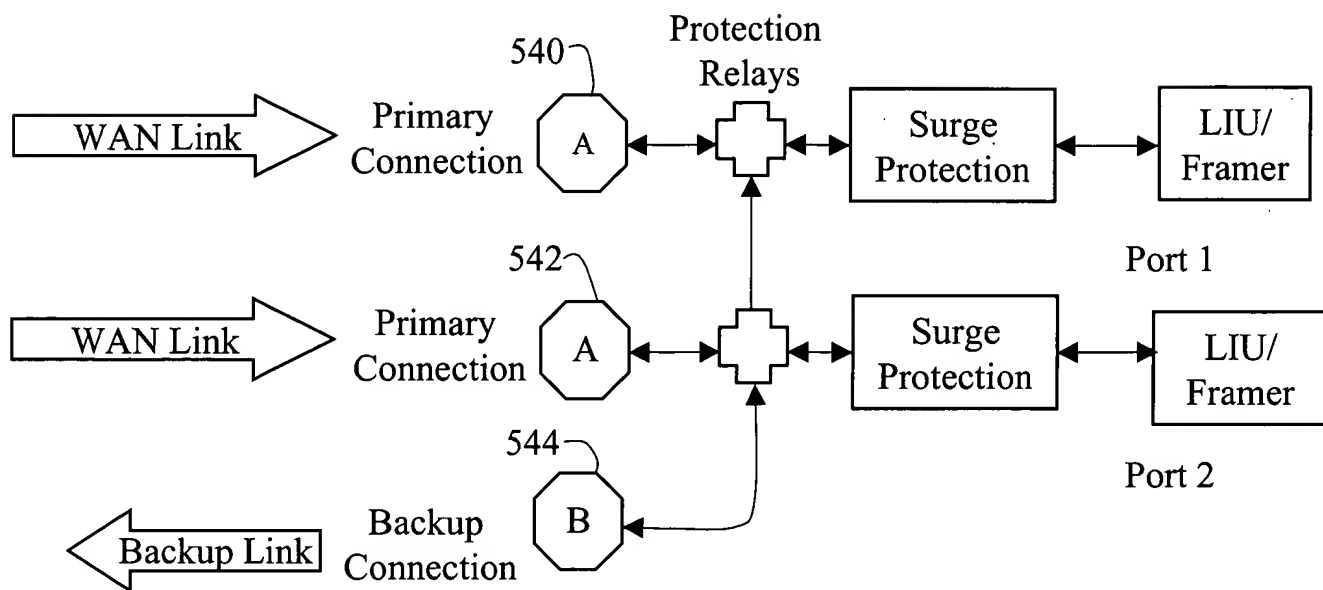 540
Protection
Relays
WAN Link
Primary
Connection
A
Surge
Protection
LIU/
Framer
Port 1
542
WAN Link
Primary
Connection
A
Surge
Protection
LIU/
Framer
Port 2
544
Backup Link
Backup
Connection
B